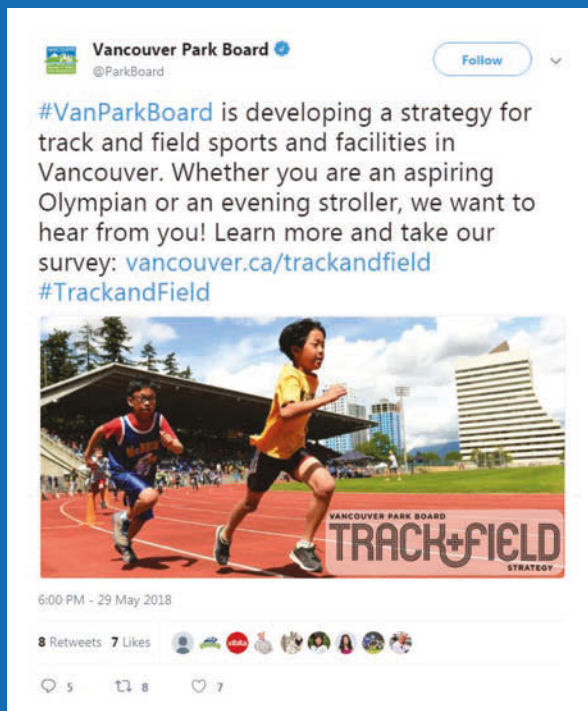 Vancouver Park Board
@ParkBoard
Follow
#VanParkBoard is developing a strategy for
track and field sports and facilities in
Vancouver. Whether you are an aspiring
Olympian or an evening stroller, we want to
hear from you! Learn more and take our
survey: vancouver.ca/trackandfield
#TrackandField
VANCOUVER PARK BOARD
TRACK+FIELD
STRATEGY
6:00 PM - 29 May 2018
8 Retweets 7 Likes
5 8 7